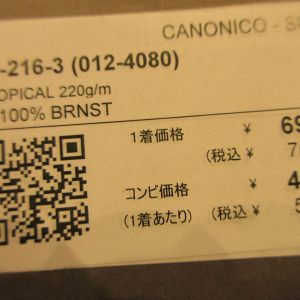 CANONICO -
-216-3 (012-4080)
OPICAL 220g/m
100% BRNST
1着価格 ¥ 69
(税込 ¥ 7
コンビ価格 ¥ 4
(1着あたり) (税込 ¥ 5